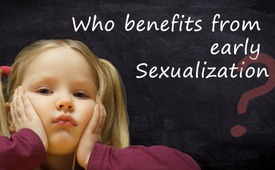 Who benefits from
early
Sexualization
?